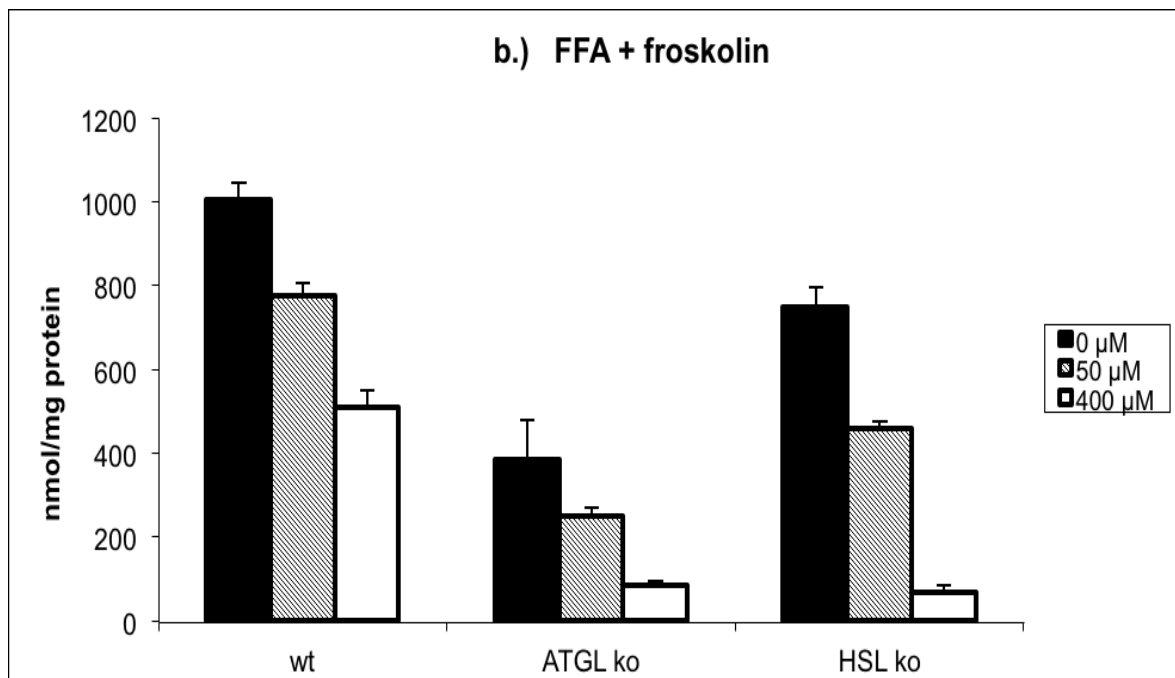 b.) FFA + froskolin
1200
1000
800
600
400
200
0
nmol/mg protein
0 µM
50 µM
400 µM
wt
ATGL ko
HSL ko